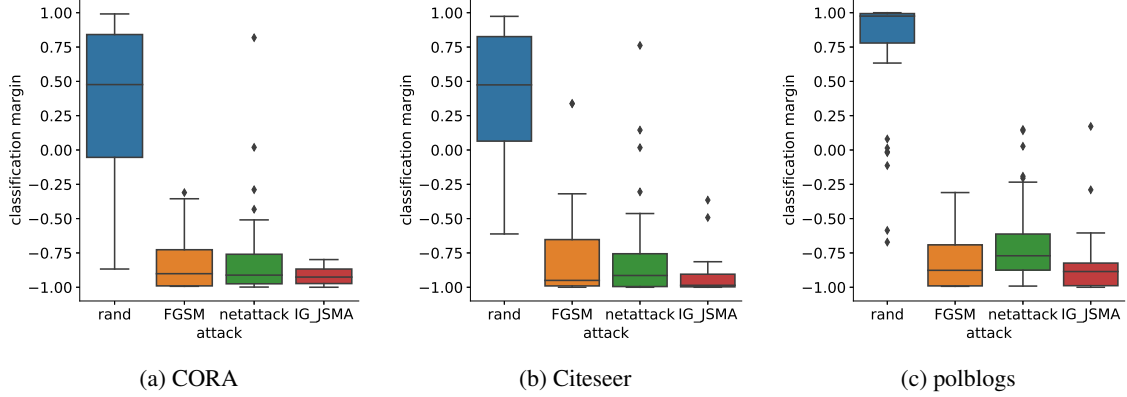 1.00
0.75
0.50
0.25
0.00
−0.25
−0.50
−0.75
−1.00
classification margin
rand FGSM netattack IG_JSMA
attack
(a) CORA
1.00
0.75
0.50
0.25
0.00
−0.25
−0.50
−0.75
−1.00
classification margin
rand FGSM netattack IG_JSMA
attack
(b) Citeseer
1.00
0.75
0.50
0.25
0.00
−0.25
−0.50
−0.75
−1.00
classification margin
rand FGSM netattack IG_JSMA
attack
(c) polblogs